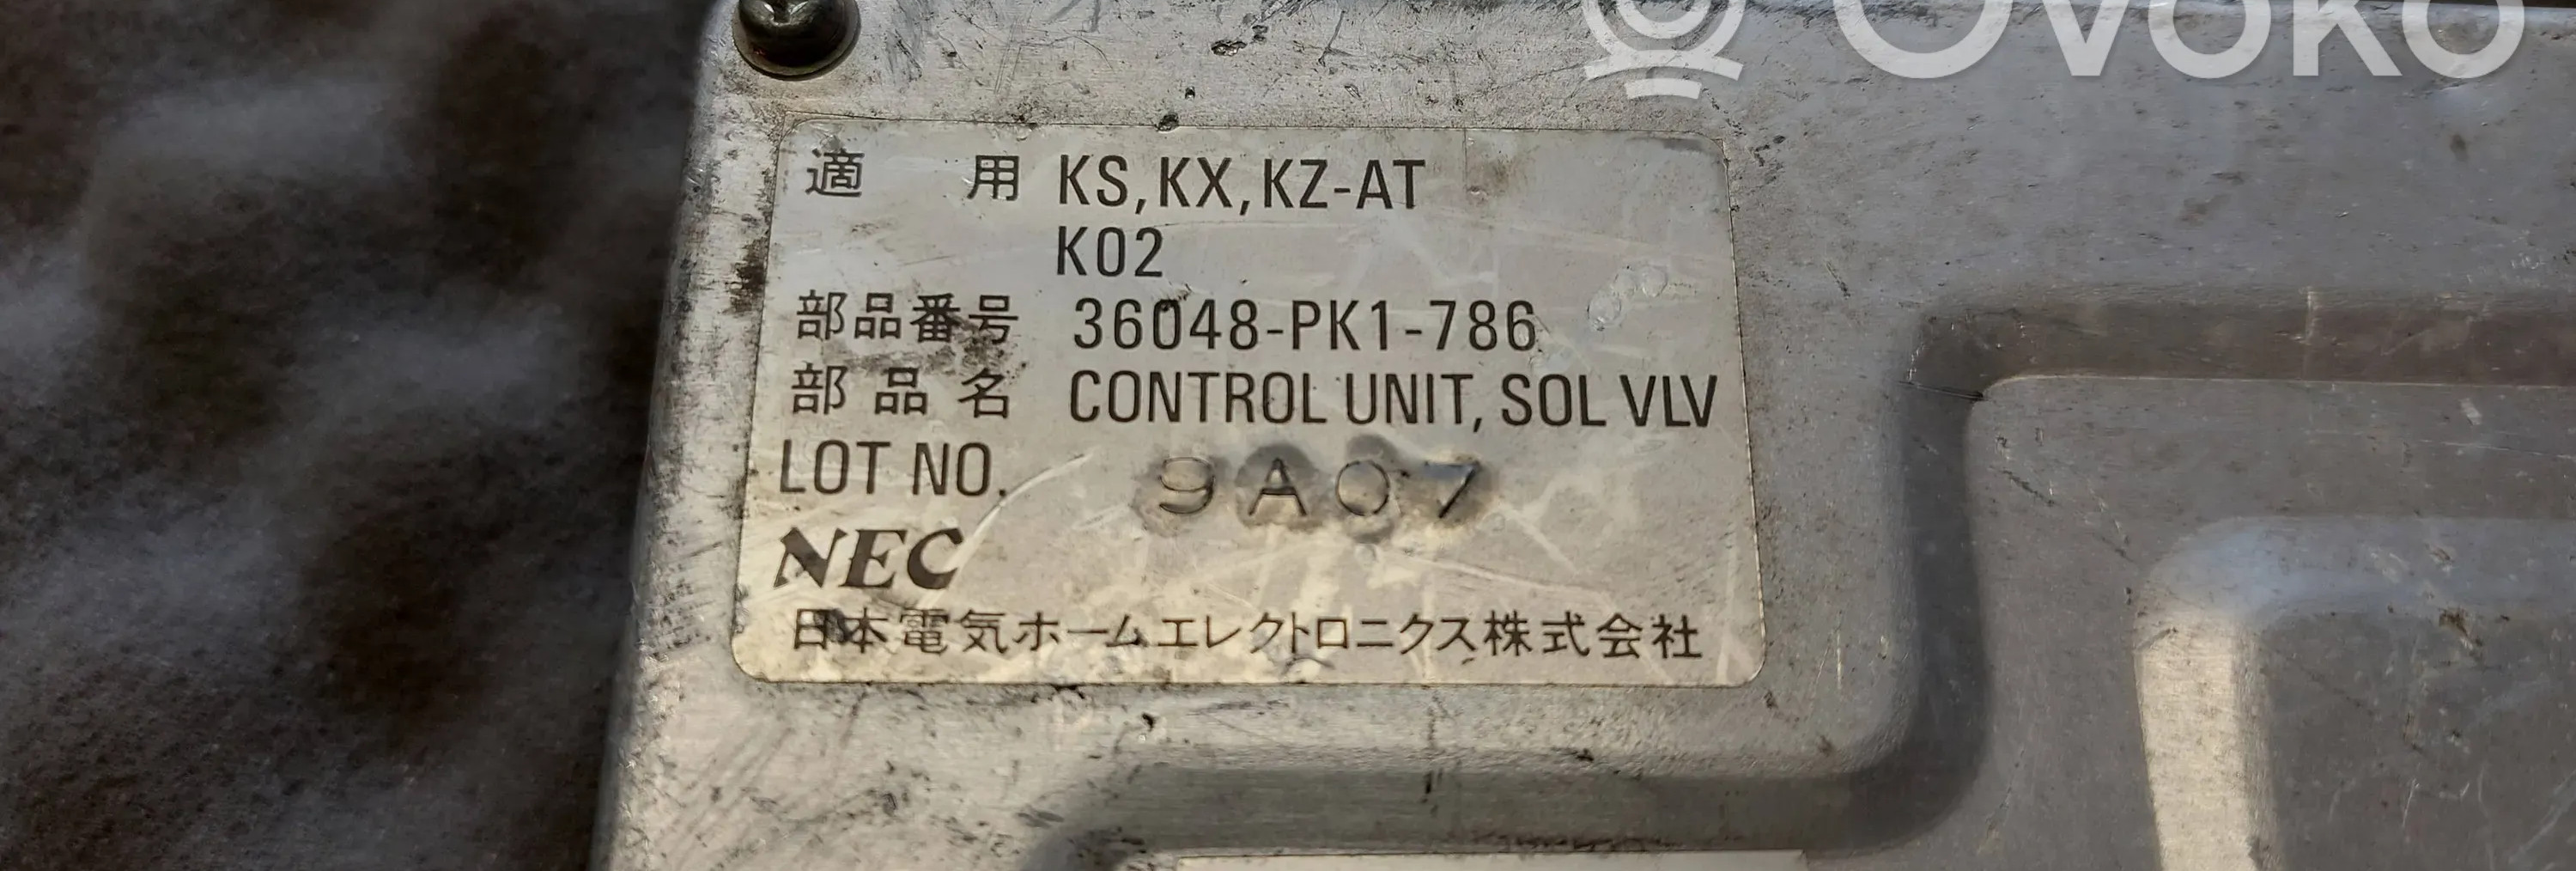 OVOKO
適用 KS,KX,KZ-AT
K02
部品番号 36048-PK1-786
部品名 CONTROL UNIT, SOL VLV
LOT NO. 9A07
NEC
日本電気ホームエレクトロニクス株式会社